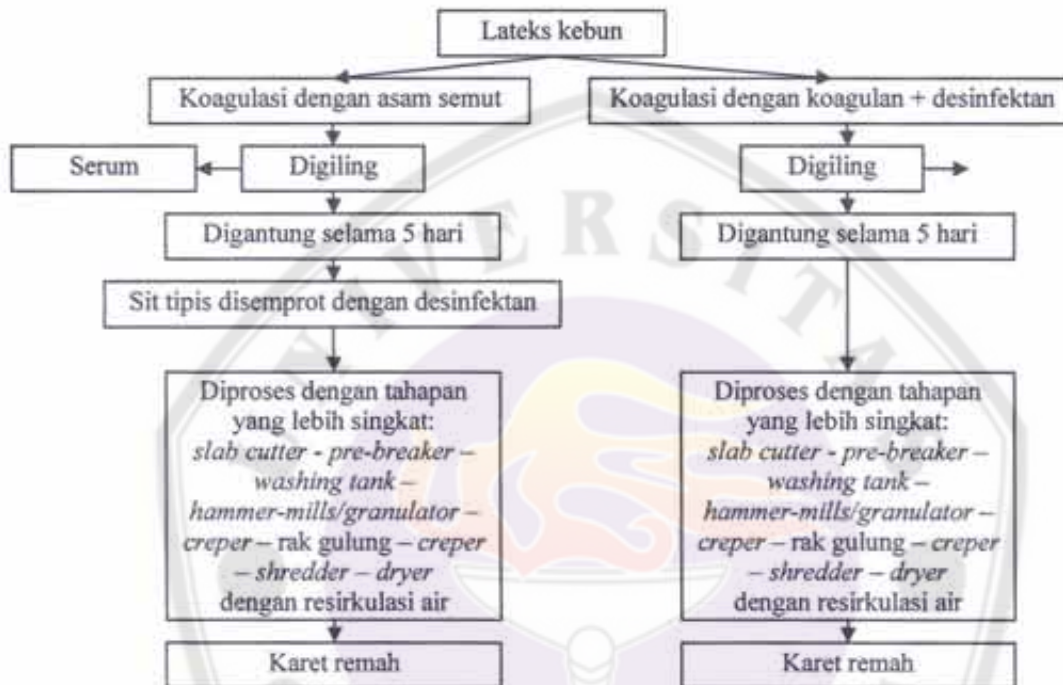 Lateks kebun
Koagulasi dengan asam semut
Koagulasi dengan koagulan + desinfektan
Serum
Digiling
Digiling
Digantung selama 5 hari
Digantung selama 5 hari
Sit tipis disemprot dengan desinfektan
Diproses dengan tahapan
yang lebih singkat:
slab cutter - pre-breaker –
washing tank –
hammer-mills/granulator –
creper – rak gulung – creper
– shredder – dryer
dengan resirkulasi air
Diproses dengan tahapan
yang lebih singkat:
slab cutter - pre-breaker –
washing tank –
hammer-mills/granulator –
creper – rak gulung – creper
– shredder – dryer
dengan resirkulasi air
Karet remah
Karet remah
UNIVERSITA